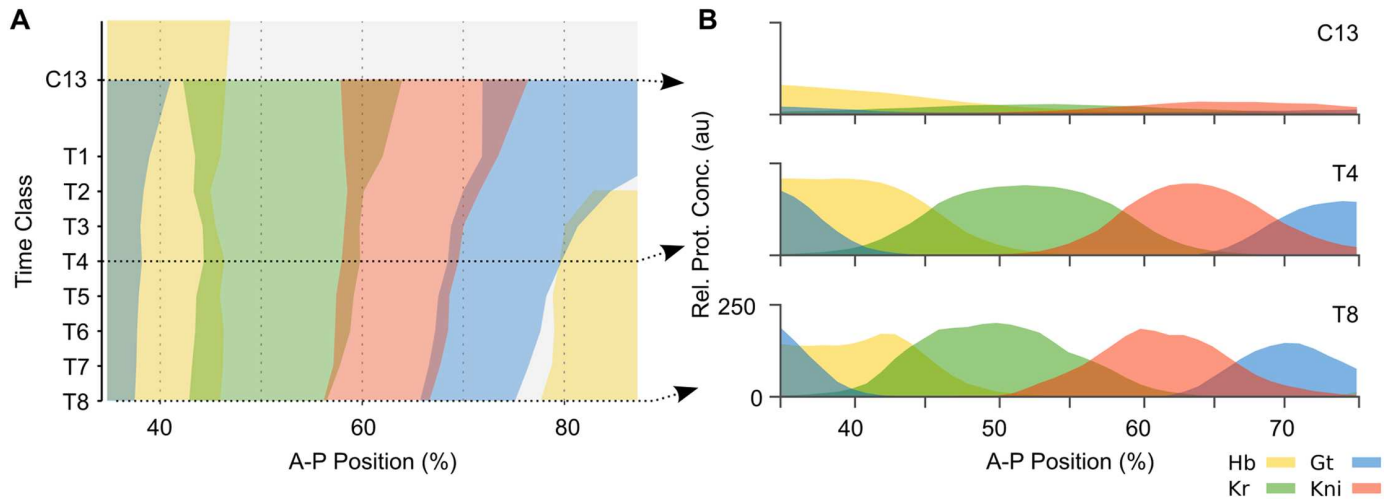 A
Time Class
C13
T1
T2
T3
T4
T5
T6
T7
T8
40 60 80
A-P Position (%)
B
Rel. Prot. Conc. (au)
C13
T4
T8
250
0
40 50 60 70
A-P Position (%)
Hb Gt
Kr Kni